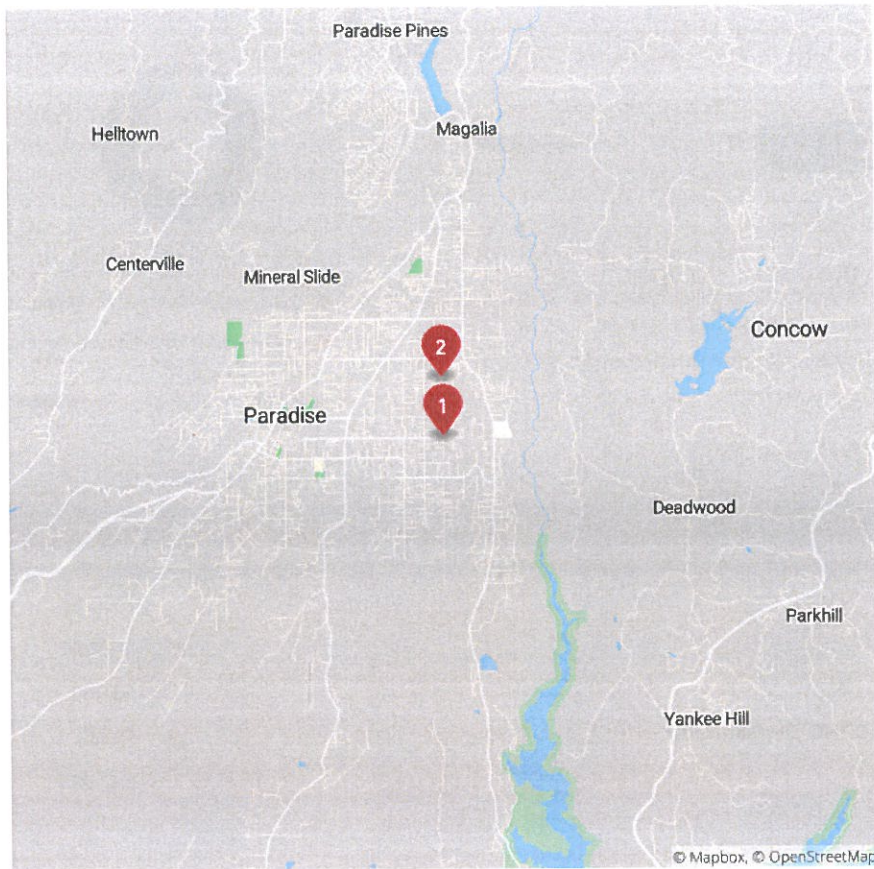 Paradise Pines
Helltown
Magalia
Centerville
Mineral Slide
Concow
2
1
Paradise
Deadwood
Parkhill
Yankee Hill
© Mapbox, © OpenStreetMap